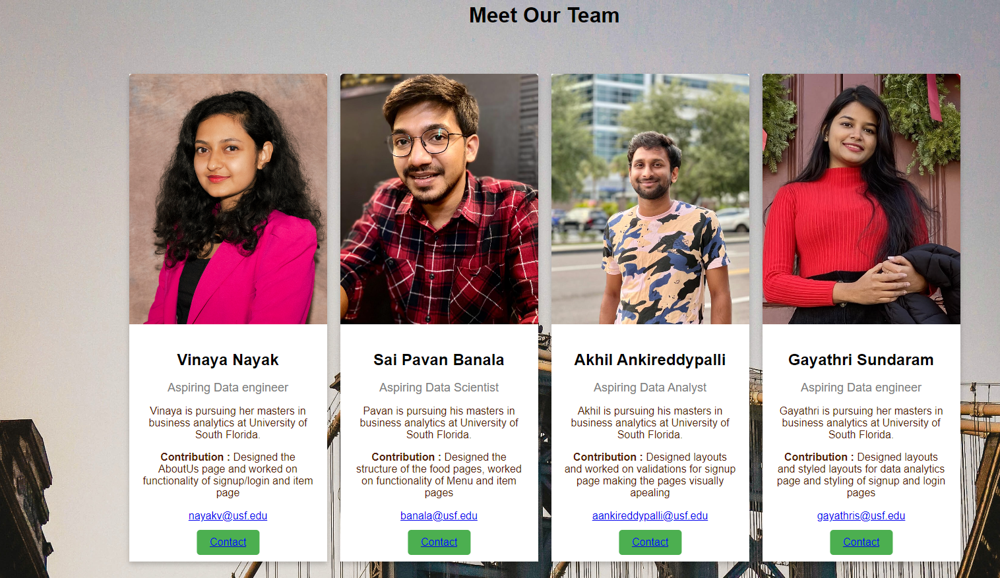 Meet Our Team
Vinaya Nayak
Aspiring Data engineer
Vinaya is pursuing her masters in
business analytics at University of
South Florida.
Contribution : Designed the
AboutUs page and worked on
functionality of signup/login and item
page
nayakv@usf.edu
Contact
Sai Pavan Banala
Aspiring Data Scientist
Pavan is pursuing his masters in
business analytics at University of
South Florida.
Contribution : Designed the
structure of the food pages, worked
on functionality of Menu and item
pages
banala@usf.edu
Contact
Akhil Ankireddypalli
Aspiring Data Analyst
Akhil is pursuing his masters in
business analytics at University of
South Florida.
Contribution : Designed layouts
and worked on validations for signup
page making the pages visually
apealing
aankireddypalli@usf.edu
Contact
Gayathri Sundaram
Aspiring Data engineer
Gayathri is pursuing her masters in
business analytics at University of
South Florida.
Contribution : Designed layouts
and styled layouts for data analytics
page and styling of signup and login
pages
gayathris@usf.edu
Contact